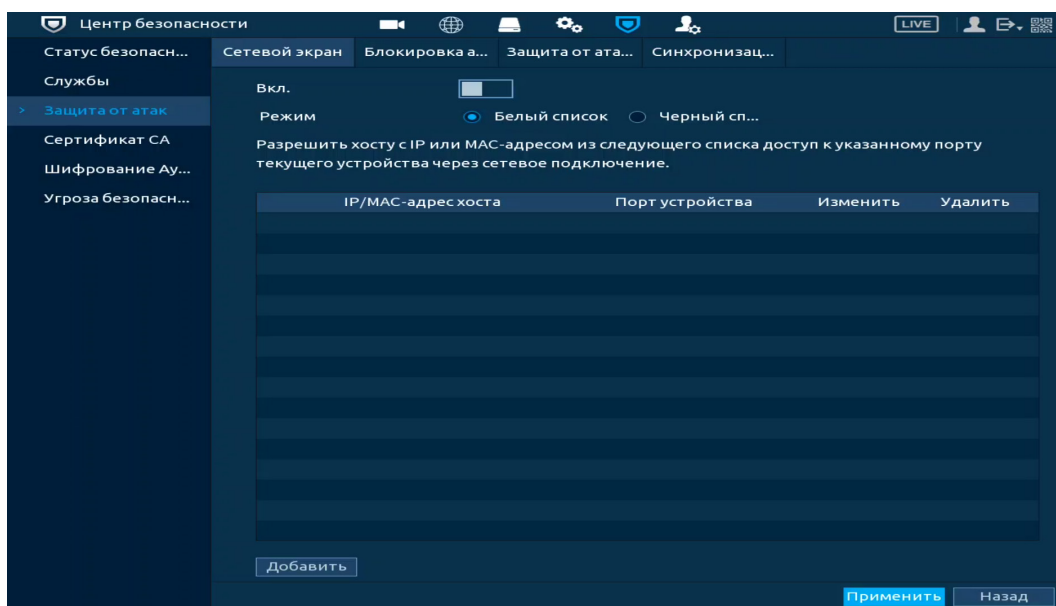 Центр безопасности LIVE
Статус безопасн... Сетевой экран Блокировка а... Защита от ата... Синхронизац...
Службы
Вкл.
Защита от атак
Режим Белый список Черный сп...
Сертификат СА
Разрешить хосту с IP или MAC-адресом из следующего списка доступ к указанному порту
текущего устройства через сетевое подключение.
Шифрование Ау...
Угроза безопасн...
IP/MAC-адрес хоста Порт устройства Изменить Удалить
Добавить
Применить Назад